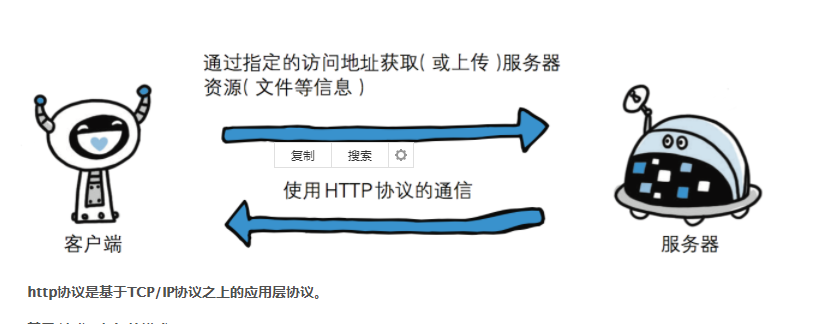 通过指定的访问地址获取( 或上传 )服务器
资源( 文件等信息 )
复制 搜索
使用HTTP协议的通信
客户端 服务器
http协议是基于TCP/IP协议之上的应用层协议。